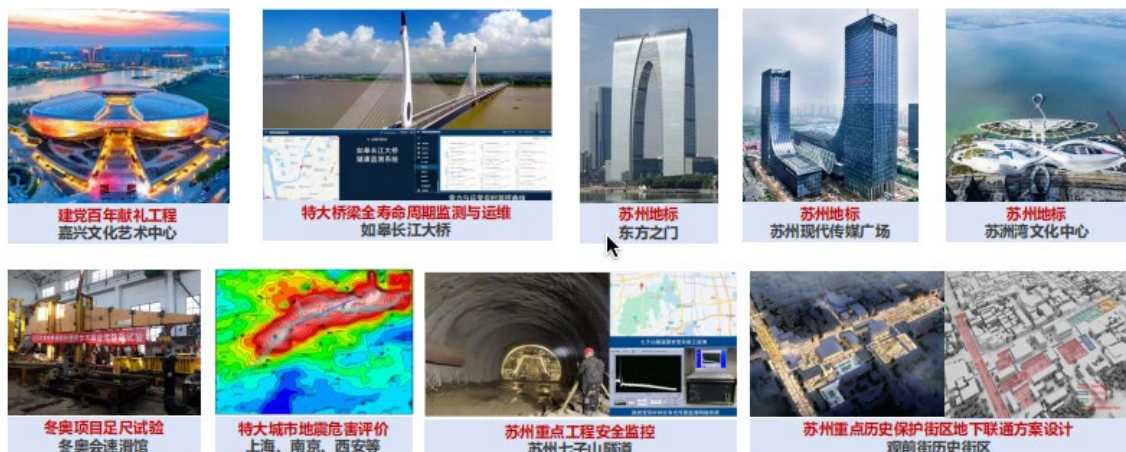 建党百年献礼工程
嘉兴文化艺术中心
如皋长江大桥
健康监测系统
特大桥梁全寿命周期监测与运维
如皋长江大桥
苏州地标
东方之门
苏州地标
苏州现代传媒广场
苏州地标
苏洲湾文化中心
冬奥项目足尺试验
冬奥会速滑馆
特大城市地震危害评价
上海、南京、西安等
苏州重点工程安全监控
苏州七子山隧道
苏州重点历史保护街区地下联通方案设计
观前街历史街区